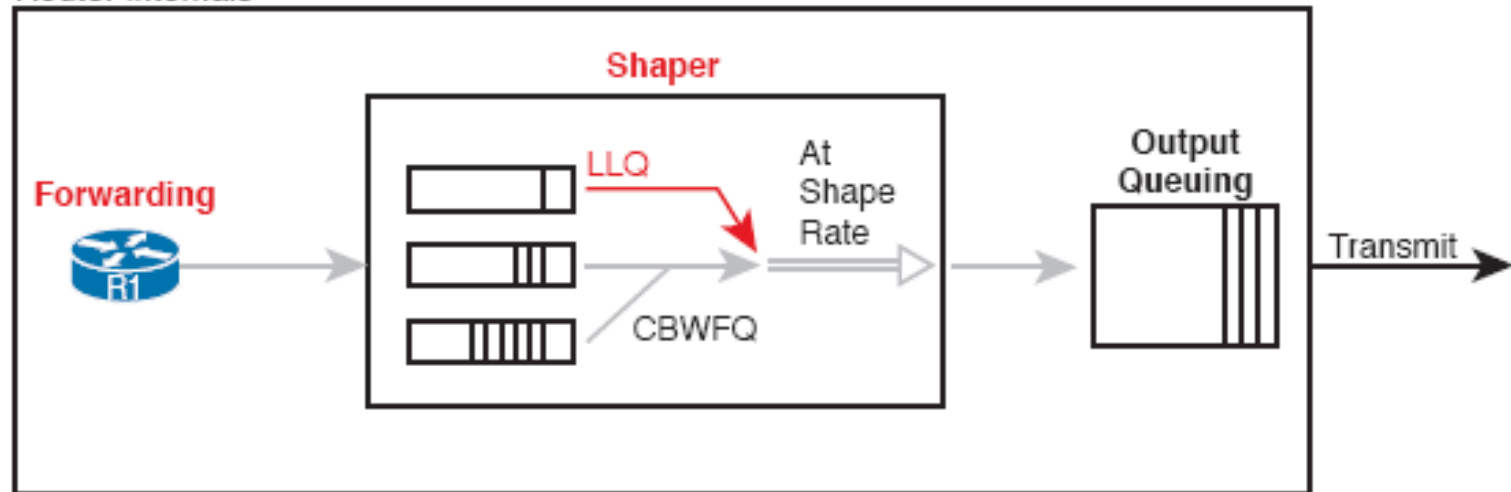 Shaper
Forwarding
R1
LLQ
CBWFQ
At
Shape
Rate
Output
Queuing
Transmit